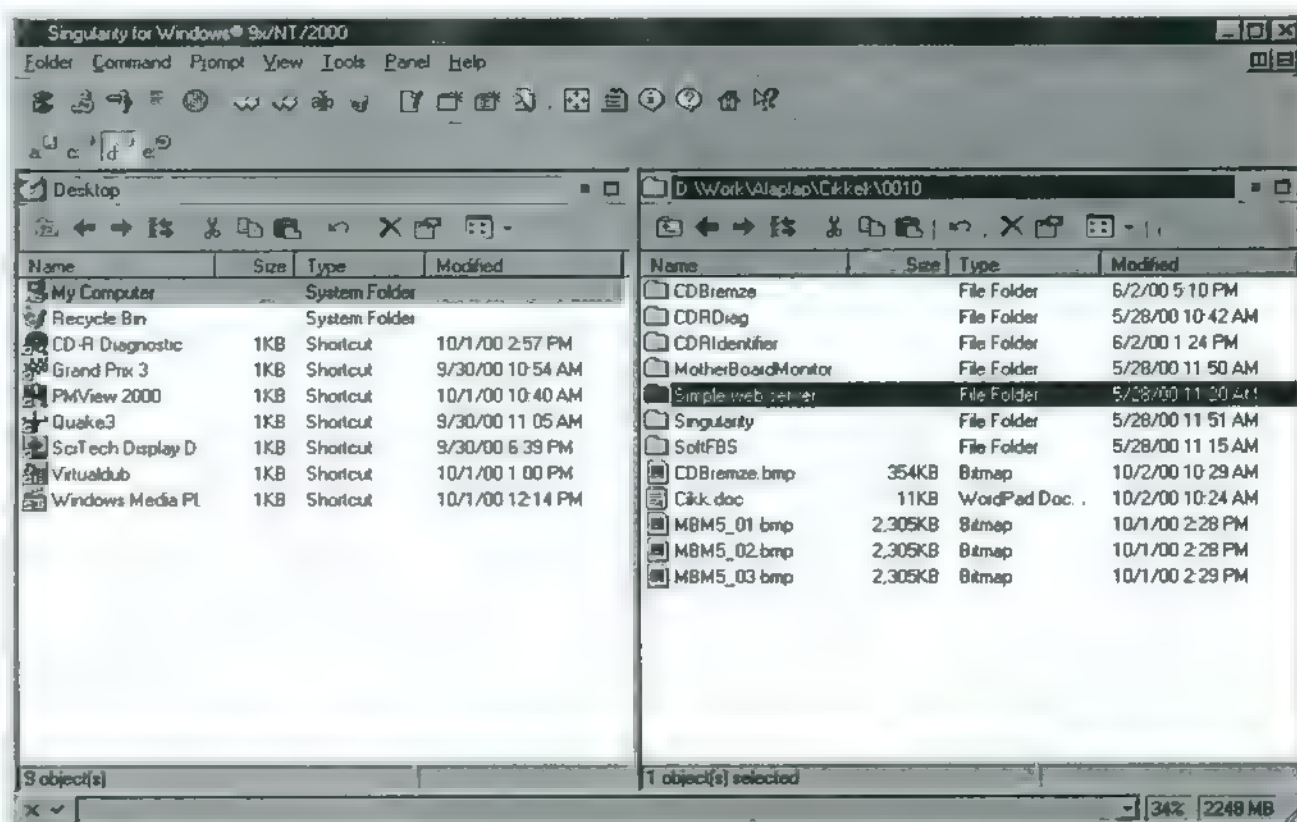 Singularity for Windows® 9x/NT/2000
Folder Command Prompt View Tools Panel Help
a c d e
Desktop
Name Size Type Modified
My Computer System Folder
Recycle Bin System Folder
CD-R Diagnostic 1KB Shortcut 10/1/00 2:57 PM
Grand Prix 3 1KB Shortcut 9/30/00 10:54 AM
PMView 2000 1KB Shortcut 10/1/00 10:40 AM
Quake3 1KB Shortcut 9/30/00 11:05 AM
SciTech Display D 1KB Shortcut 9/30/00 6:39 PM
Virtualdub 1KB Shortcut 10/1/00 1:00 PM
Windows Media Pl. 1KB Shortcut 10/1/00 12:14 PM
9 object(s)
D:\Work\Alaplap\Cikkek\0010
Name Size Type Modified
CDBremze File Folder 6/2/00 5:10 PM
CDRDiag File Folder 5/28/00 10:42 AM
CDRIdentifier File Folder 6/2/00 1:24 PM
MotherBoardMonitor File Folder 5/28/00 11:50 AM
Simple web server File Folder 5/28/00 11:20 AM
Singularity File Folder 5/28/00 11:51 AM
SoftFBS File Folder 5/28/00 11:15 AM
CDBremze.bmp 354KB Bitmap 10/2/00 10:29 AM
Cikk.doc 11KB WordPad Doc...
10/2/00 10:24 AM
MBM5_01.bmp 2,305KB Bitmap 10/1/00 2:28 PM
MBM5_02.bmp 2,305KB Bitmap 10/1/00 2:28 PM
MBM5_03.bmp 2,305KB Bitmap 10/1/00 2:29 PM
1 object(s) selected
34% 2248 MB